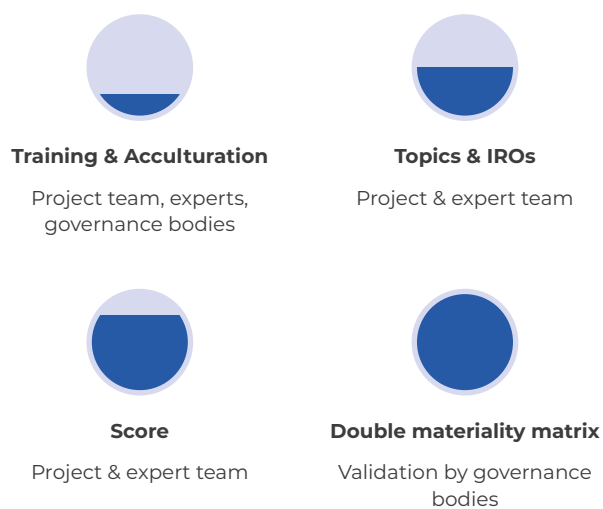 Training & Acculturation
Project team, experts,
governance bodies
Topics & IROs
Project & expert team
Score
Project & expert team
Double materiality matrix
Validation by governance
bodies